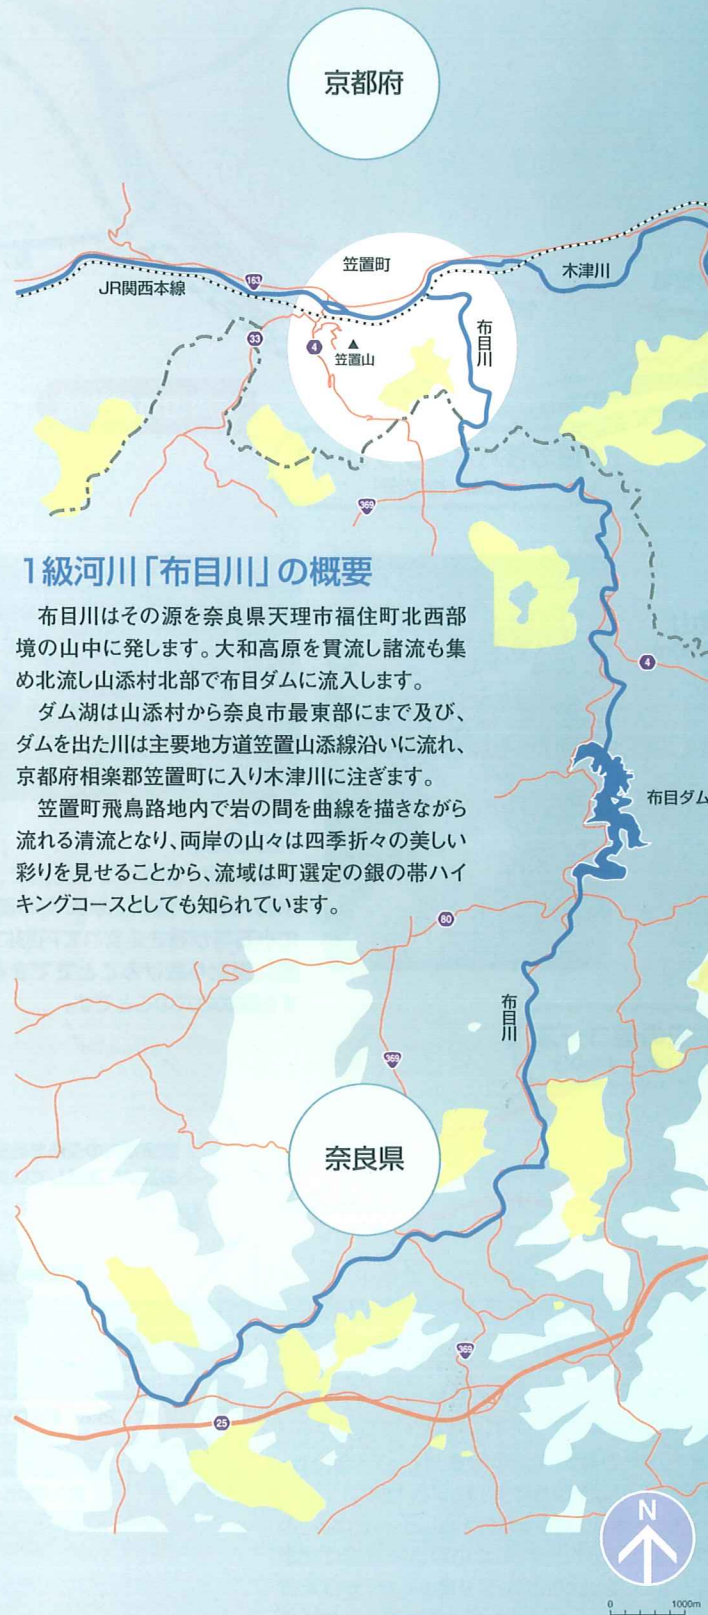 京都府
笠置町
木津川
163
JR関西本線
布目川
33
4
笠置山
369
1級河川「布目川」の概要
布目川はその源を奈良県天理市福住町北西部
境の山中に発します。大和高原を貫流し諸流も集
め北流し山添村北部で布目ダムに流入します。
ダム湖は山添村から奈良市最東部にまで及び、
ダムを出た川は主要地方道笠置山添線沿いに流れ、
京都府相楽郡笠置町に入り木津川に注ぎます。
笠置町飛鳥路地内で岩の間を曲線を描きながら
流れる清流となり、両岸の山々は四季折々の美しい
彩りを見せることから、流域は町選定の銀の帯ハイ
キングコースとしても知られています。
4
布目ダム
80
布目川
369
奈良県
369
25
N
0 1000m